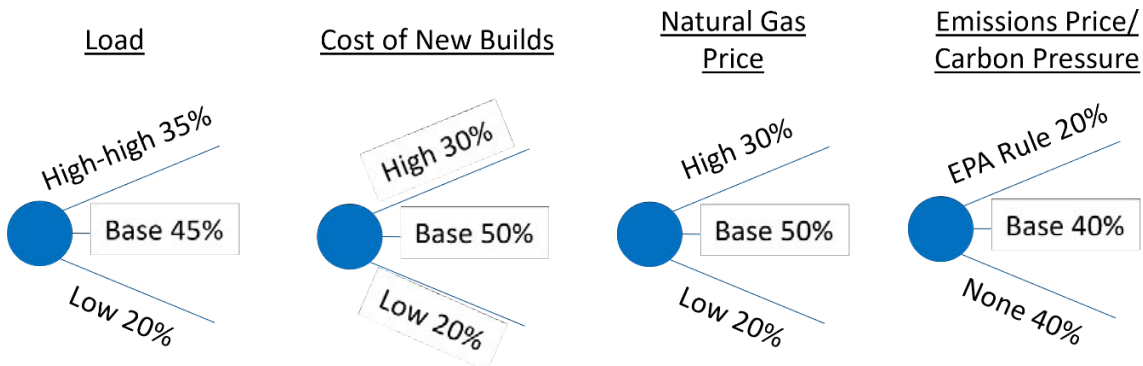 Load
High-high 35%
Base 45%
Low 20%
Cost of New Builds
High 30%
Base 50%
Low 20%
Natural Gas
Price
High 30%
Base 50%
Low 20%
Emissions Price/
Carbon Pressure
EPA Rule 20%
Base 40%
None 40%